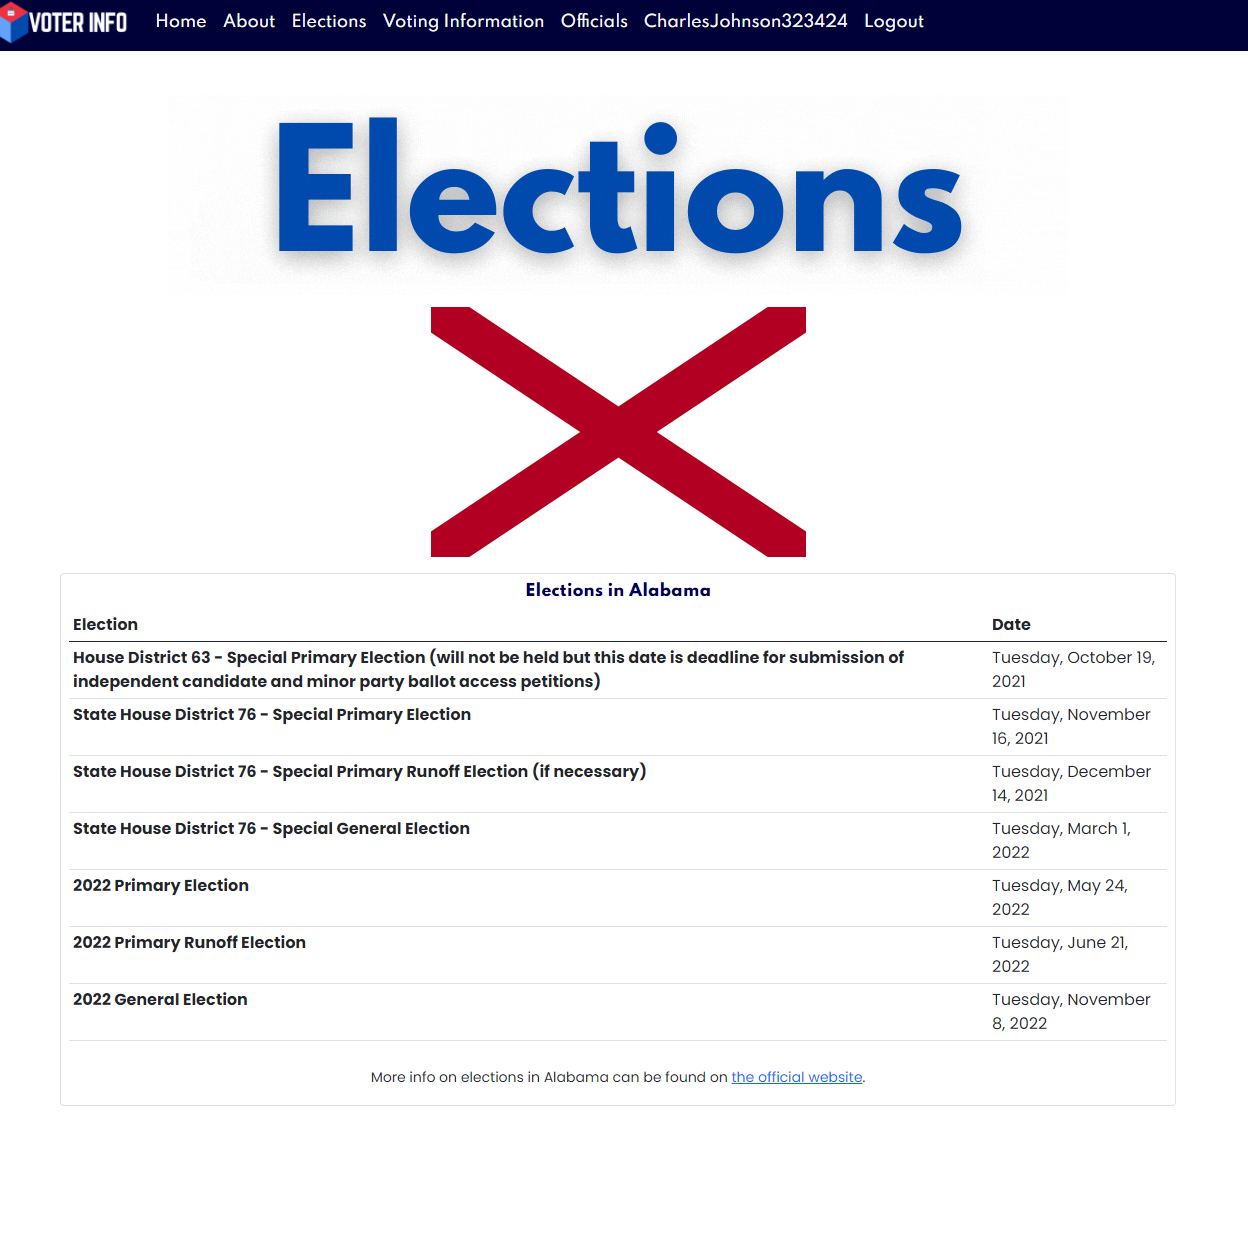 VOTER INFO Home About Elections Voting Information Officials CharlesJohnson323424 Logout
Elections
Elections in Alabama
Election Date
House District 63 - Special Primary Election (will not be held but this date is deadline for submission of Tuesday, October 19,
independent candidate and minor party ballot access petitions) 2021
State House District 76 - Special Primary Election Tuesday, November
16, 2021
State House District 76 - Special Primary Runoff Election (if necessary) Tuesday, December
14, 2021
State House District 76 - Special General Election Tuesday, March 1,
2022
2022 Primary Election Tuesday, May 24,
2022
2022 Primary Runoff Election Tuesday, June 21,
2022
2022 General Election Tuesday, November
8, 2022
More info on elections in Alabama can be found on the official website.